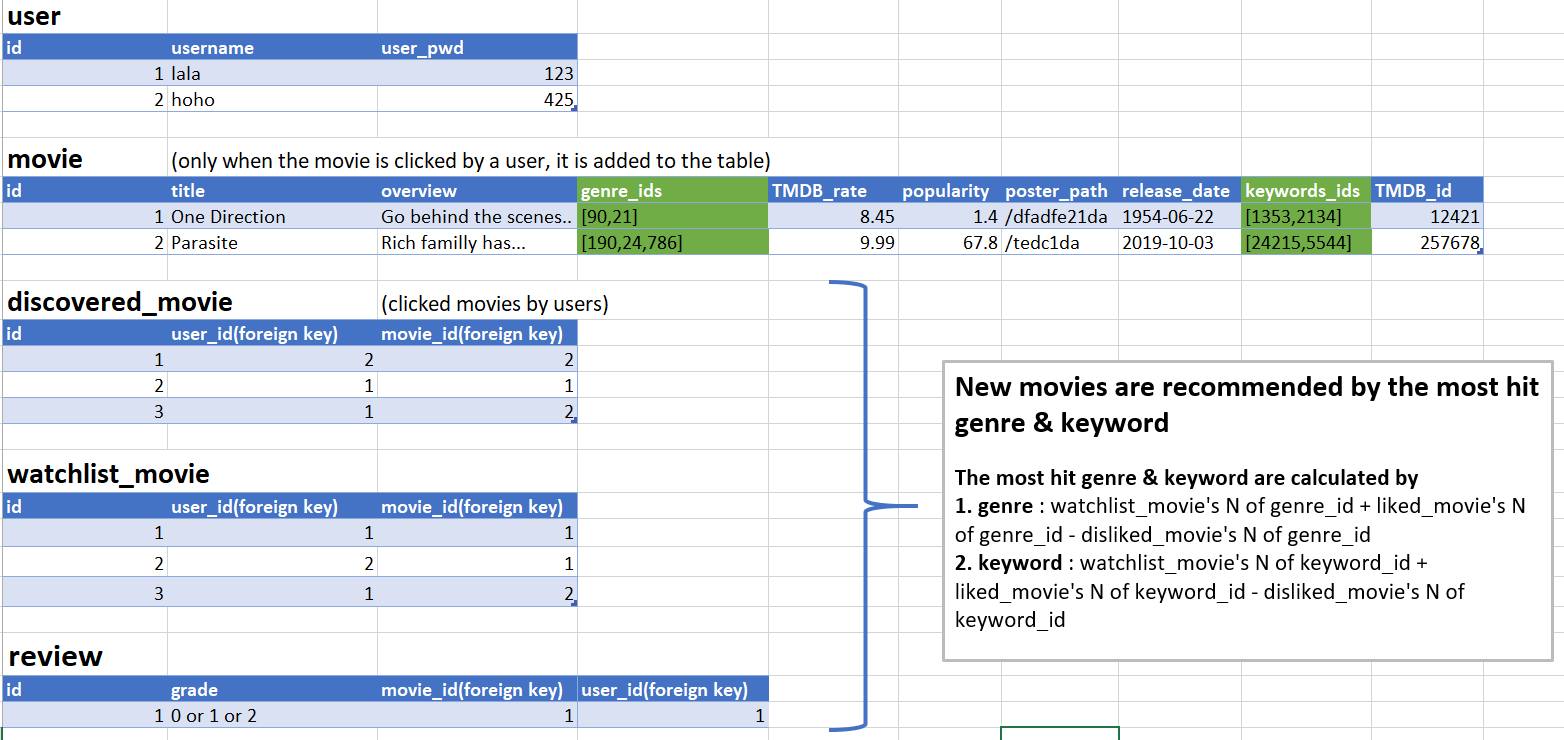 user
id username user_pwd
1 lala 123
2 hoho 425
movie (only when the movie is clicked by a user, it is added to the table)
id title overview genre_ids TMDB_rate popularity poster_path release_date keywords_ids TMDB_id
1 One Direction Go behind the scenes.. [90,21] 8.45 1.4 /dfadfe21da 1954-06-22 [1353,2134] 12421
2 Parasite Rich familly has... [190,24,786] 9.99 67.8 /tedc1da 2019-10-03 [24215,5544] 257678
discovered_movie (clicked movies by users)
id user_id(foreign key) movie_id(foreign key)
1 2 2
2 1 1
3 1 2
watchlist_movie
id user_id(foreign key) movie_id(foreign key)
1 1 1
2 2 1
3 1 2
review
id grade movie_id(foreign key) user_id(foreign key)
1 0 or 1 or 2 1 1
New movies are recommended by the most hit
genre & keyword
The most hit genre & keyword are calculated by
1. genre : watchlist_movie's N of genre_id + liked_movie's N
of genre_id - disliked_movie's N of genre_id
2. keyword : watchlist_movie's N of keyword_id +
liked_movie's N of keyword_id - disliked_movie's N of
keyword_id